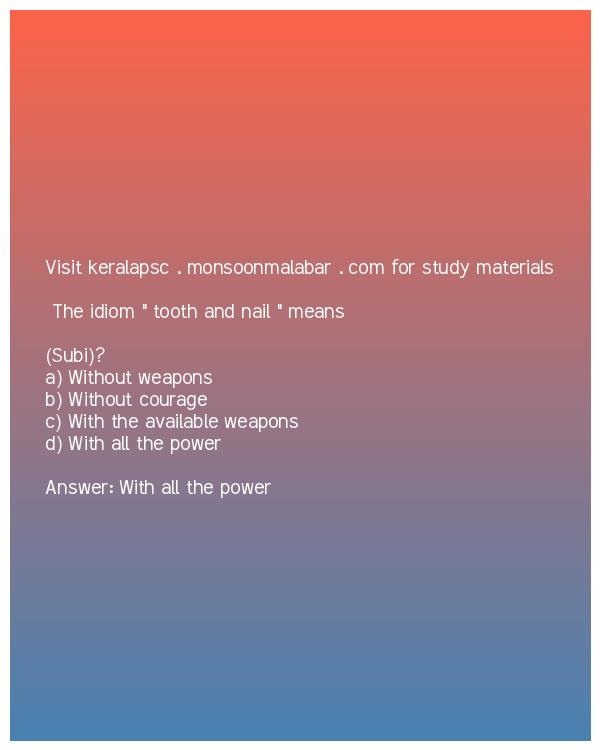 Visit keralapsc . monsoonmalabar . com for study materials
The idiom " tooth and nail " means
(Subi)?
a) Without weapons
b) Without courage
c) With the available weapons
d) With all the power
Answer: With all the power